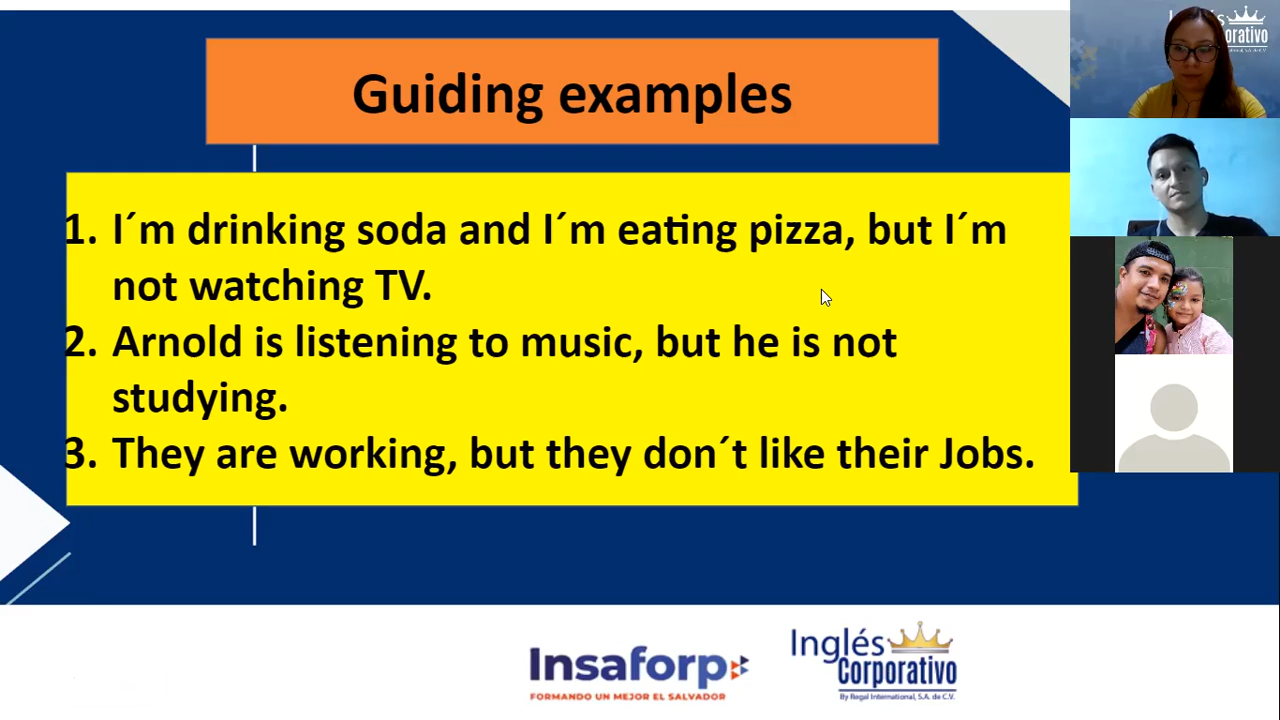 Guiding examples
1. I´m drinking soda and I´m eating pizza, but I´m
not watching TV.
2. Arnold is listening to music, but he is not
studying.
3. They are working, but they don´t like their Jobs.
Insaforp
FORMANDO UN MEJOR EL SALVADOR
Inglés
Corporativo
By Regal International, S.A. de C.V.